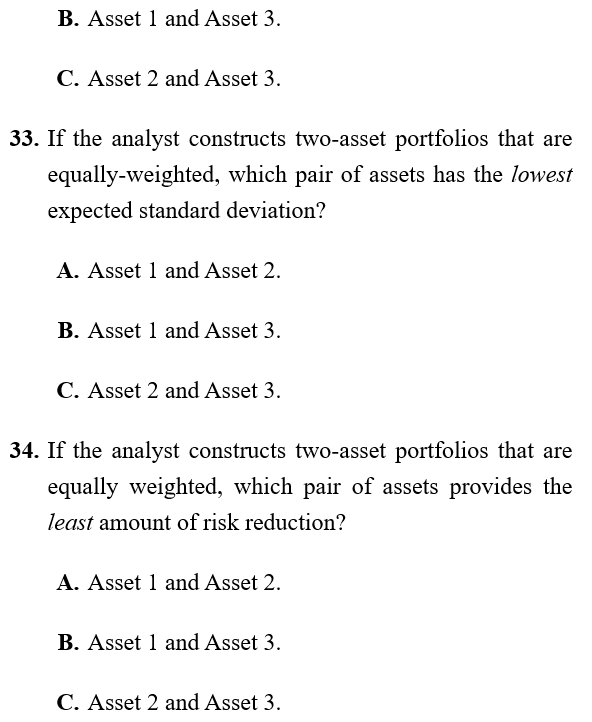 B. Asset 1 and Asset 3.
C. Asset 2 and Asset 3.
33. If the analyst constructs two-asset portfolios that are
equally-weighted, which pair of assets has the lowest
expected standard deviation?
A. Asset 1 and Asset 2.
B. Asset 1 and Asset 3.
C. Asset 2 and Asset 3.
34. If the analyst constructs two-asset portfolios that are
equally weighted, which pair of assets provides the
least amount of risk reduction?
A. Asset 1 and Asset 2.
B. Asset 1 and Asset 3.
C. Asset 2 and Asset 3.